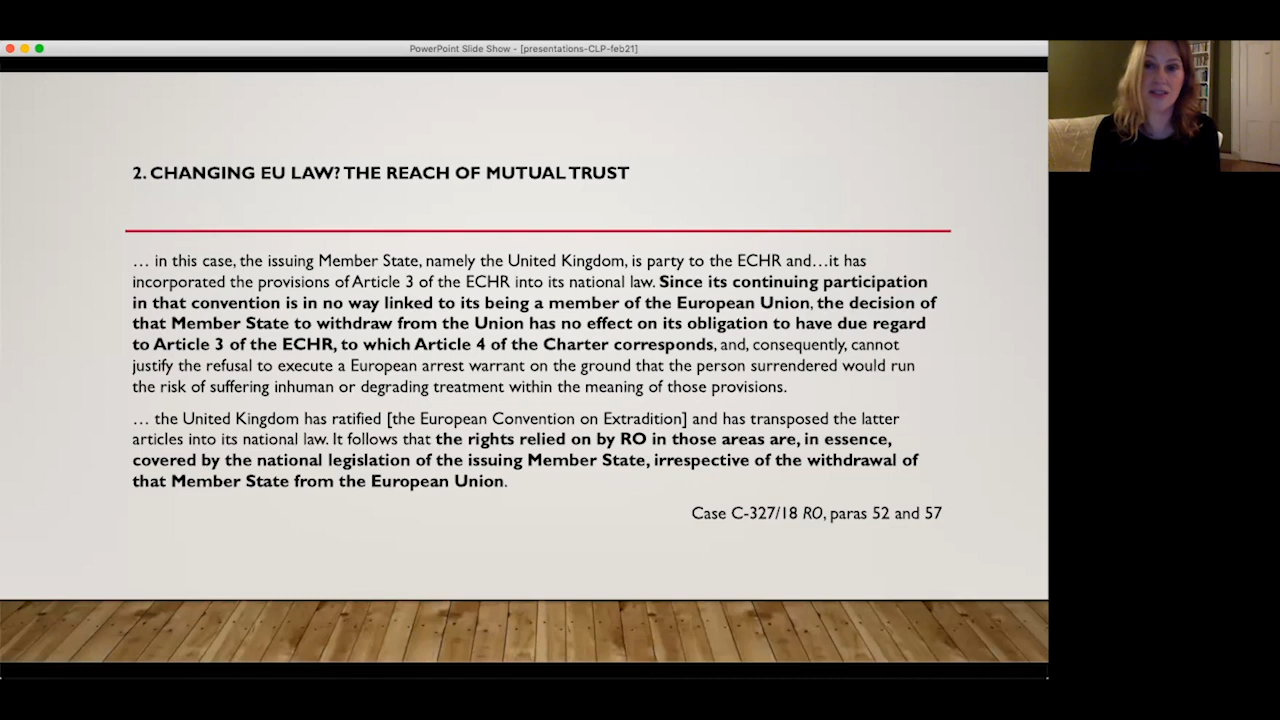 PowerPoint Slide Show - [presentations-CLP-feb21]
2. CHANGING EU LAW? THE REACH OF MUTUAL TRUST
… in this case, the issuing Member State, namely the United Kingdom, is party to the ECHR and…it has
incorporated the provisions of Article 3 of the ECHR into its national law. Since its continuing participation
in that convention is in no way linked to its being a member of the European Union, the decision of
that Member State to withdraw from the Union has no effect on its obligation to have due regard
to Article 3 of the ECHR, to which Article 4 of the Charter corresponds, and, consequently, cannot
justify the refusal to execute a European arrest warrant on the ground that the person surrendered would run
the risk of suffering inhuman or degrading treatment within the meaning of those provisions.
… the United Kingdom has ratified [the European Convention on Extradition] and has transposed the latter
articles into its national law. It follows that the rights relied on by RO in those areas are, in essence,
covered by the national legislation of the issuing Member State, irrespective of the withdrawal of
that Member State from the European Union.
Case C-327/18 RO, paras 52 and 57